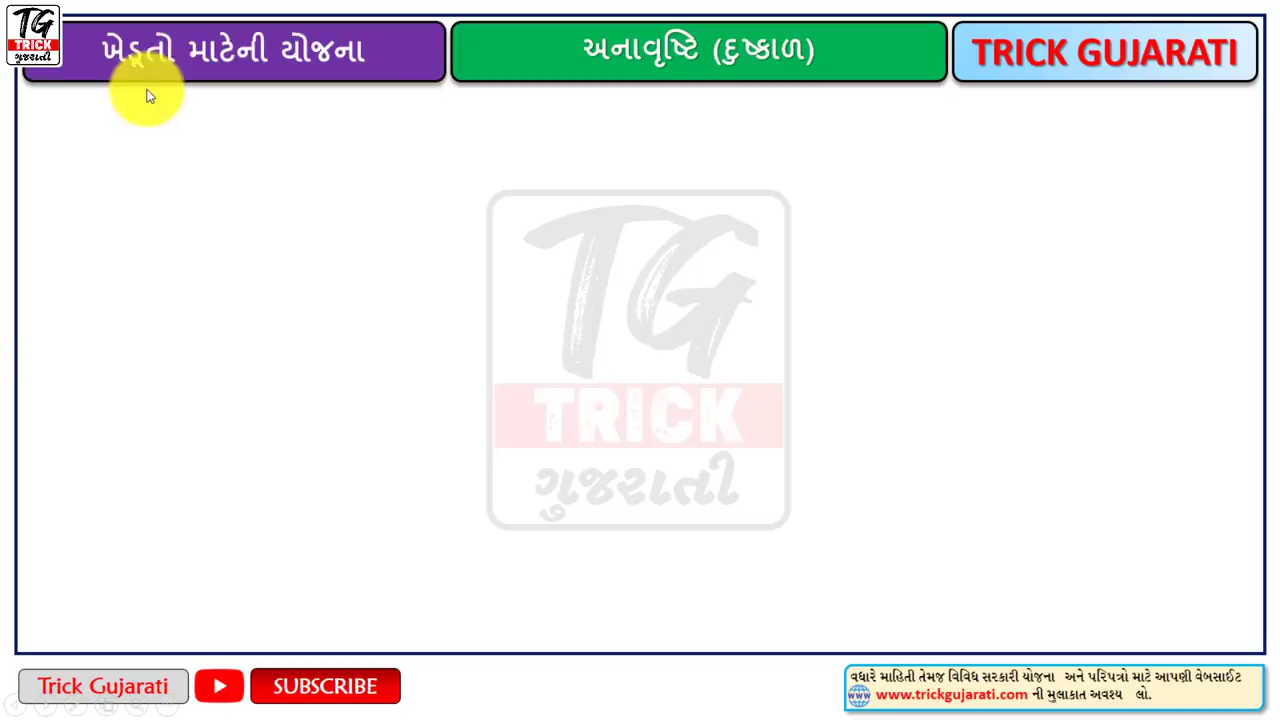 TG
TRICK
ગુજરાતી
ખેડૂતો માટેની યોજના
અનાવૃષ્ટિ (દુષ્કાળ)
TRICK GUJARATI
TG
TRICK
ગુજરાતી
Trick Gujarati
SUBSCRIBE
વધારે માહિતી તેમજ વિવિધ સરકારી યોજના અને પરિપત્રો માટે આપણી વેબસાઈટ
www.trickgujarati.com ની મુલાકાત અવશ્ય લો.